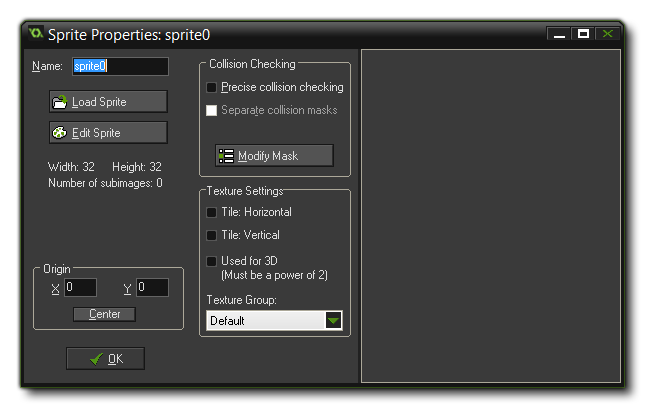 Sprite Properties: sprite0
Name: sprite0
Load Sprite
Edit Sprite
Width: 32 Height: 32
Number of subimages: 0
Origin
X 0 Y 0
Center
OK
Collision Checking
Precise collision checking
Separate collision masks
Modify Mask
Texture Settings
Tile: Horizontal
Tile: Vertical
Used for 3D
(Must be a power of 2)
Texture Group:
Default